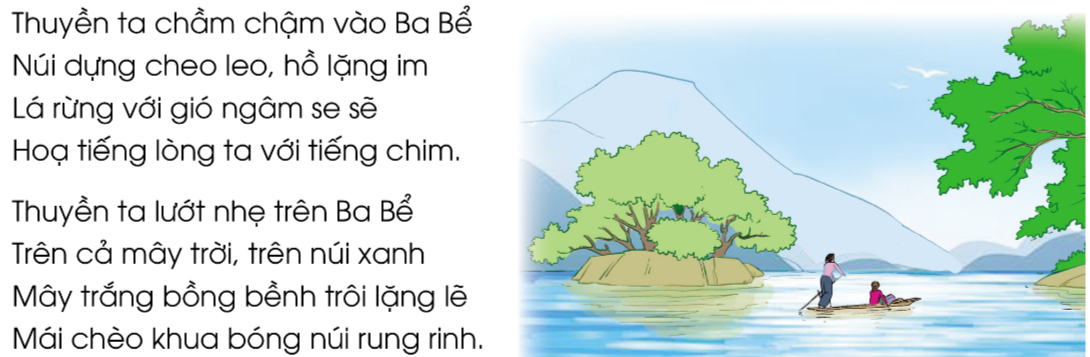 Thuyền ta chầm chậm vào Ba Bể
Núi dựng cheo leo, hồ lặng im
Lá rừng với gió ngâm se sẽ
Hoạ tiếng lòng ta với tiếng chim.
Thuyền ta lướt nhẹ trên Ba Bể
Trên cả mây trời, trên núi xanh
Mây trắng bồng bềnh trôi lặng lẽ
Mái chèo khua bóng núi rung rinh.